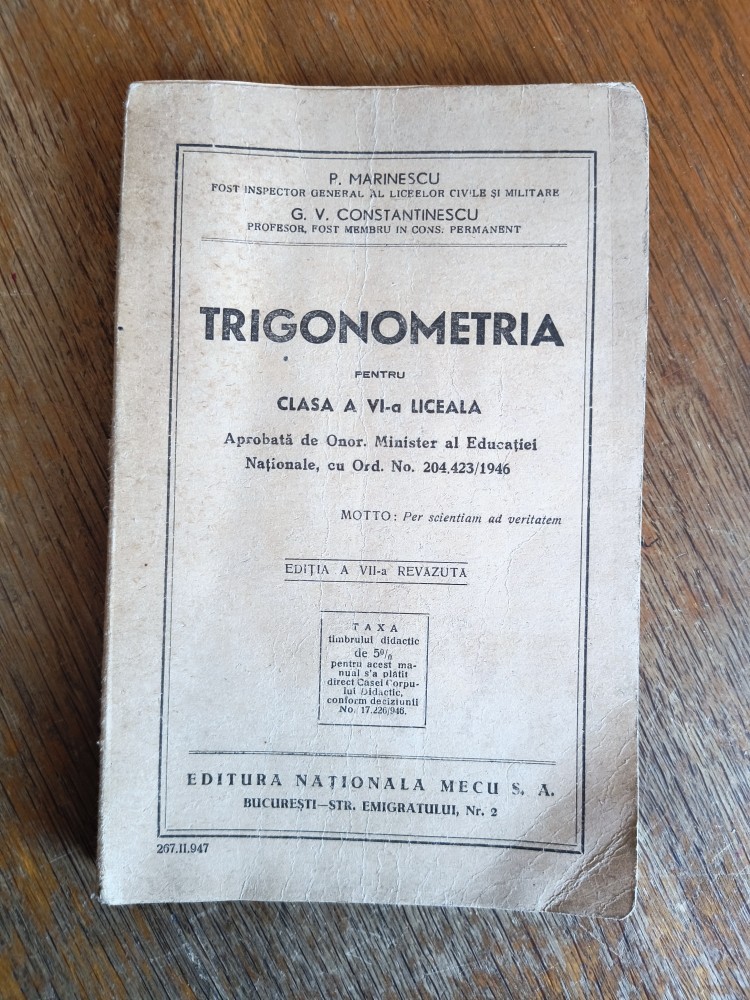 P. MARINESCU
FOST INSPECTOR GENERAL AL LICEELOR CIVILE ȘI MILITARE
G. V. CONSTANTINESCU
PROFESOR, FOST MEMBRU IN CONS. PERMANENT
TRIGONOMETRIA
PENTRU
CLASA A VI-a LICEALA
Aprobată de Onor. Minister al Educației
Naționale, cu Ord. No. 204.423/1946
MOTTO: Per scientiam ad veritatem
EDIȚIA A VII-a REVAZUTA
TAXA
timbrului didactic
de 5%
pentru acest ma-
nual s'a plătit
direct Casei Corpu-
lui Didactic,
conform deciziunii
No. 17.226/946.
EDITURA NAȚIONALA MECU S. A.
BUCUREȘTI—STR. EMIGRATULUI, Nr. 2
267.II.947